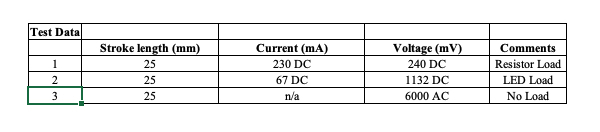 Test Data
Stroke length (mm) Current (mA) Voltage (mV) Comments
1 25 230 DC 240 DC Resistor Load
2 25 67 DC 1132 DC LED Load
3 25 n/a 6000 AC No Load